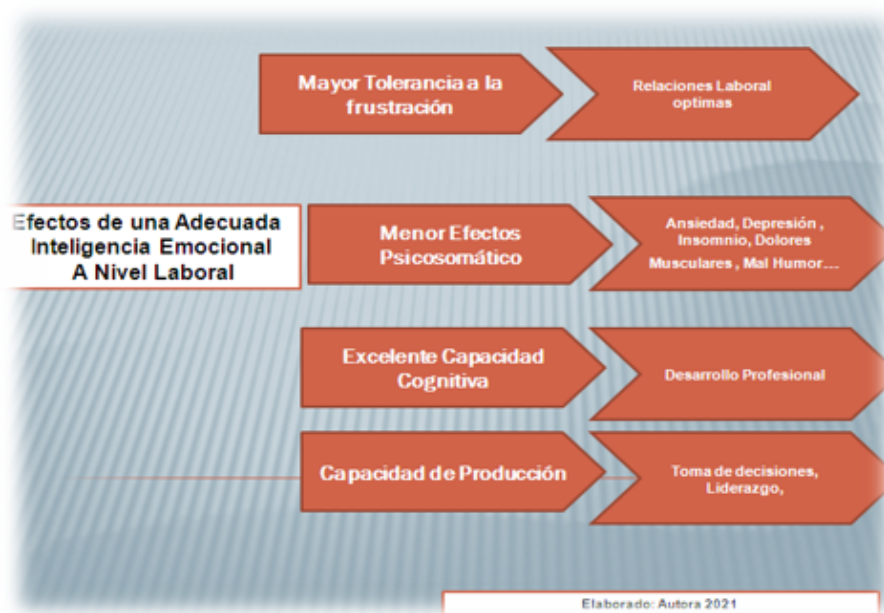 Mayor Tolerancia a la
frustración
Relaciones Laboral
optimas
Efectos de una Adecuada
Inteligencia Emocional
A Nivel Laboral
Menor Efectos
Psicosomático
Ansiedad, Depresión ,
Insomnio, Dolores
Musculares , Mal Humor....
Excelente Capacidad
Cognitiva
Desarrollo Profesional
Capacidad de Producción
Toma de decisiones,
Liderazgo,
Elaborado: Autora 2021